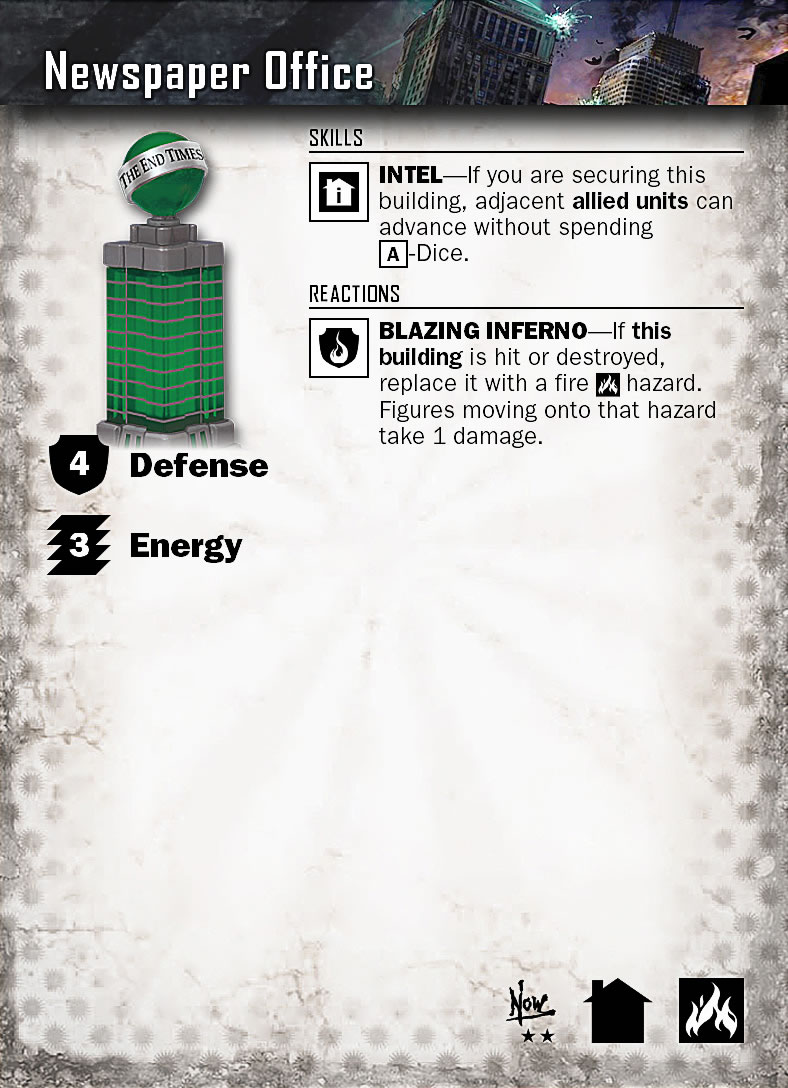 Newspaper Office
THE END TIMES
SKILLS
i
INTEL—If you are securing this
building, adjacent allied units can
advance without spending
A-Dice.
REACTIONS
BLAZING INFERNO—If this
building is hit or destroyed,
replace it with a fire hazard.
Figures moving onto that hazard
take 1 damage.
4 Defense
3 Energy
Now
★★